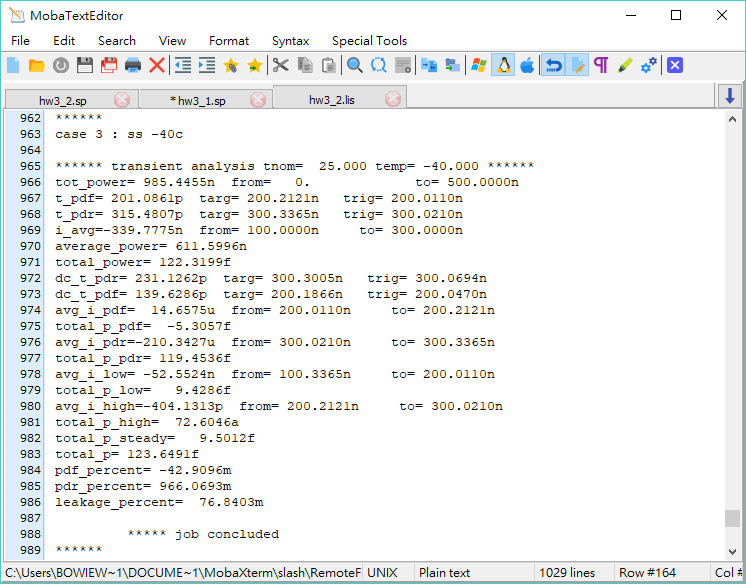 MobaTextEditor
File Edit Search View Format Syntax Special Tools
hw3_2.sp *hw3_1.sp hw3_2.lis
962 ******
963 case 3 : ss -40c
964
965 ****** transient analysis tnom=  25.000 temp= -40.000 ******
966 tot_power= 985.4455n  from=   0.             to= 500.0000n
967 t_pdf= 201.0861p  targ= 200.2121n   trig= 200.0110n
968 t_pdr= 315.4807p  targ= 300.3365n   trig= 300.0210n
969 i_avg=-339.7775n  from= 100.0000n     to= 300.0000n
970 average_power= 611.5996n
971 total_power= 122.3199f
972 dc_t_pdr= 231.1262p  targ= 300.3005n   trig= 300.0694n
973 dc_t_pdf= 139.6286p  targ= 200.1866n   trig= 200.0470n
974 avg_i_pdf=  14.6575u  from= 200.0110n     to= 200.2121n
975 total_p_pdf=  -5.3057f
976 avg_i_pdr=-210.3427u  from= 300.0210n     to= 300.3365n
977 total_p_pdr= 119.4536f
978 avg_i_low= -52.5524n  from= 100.3365n     to= 200.0110n
979 total_p_low=   9.4286f
980 avg_i_high=-404.1313p  from= 200.2121n     to= 300.0210n
981 total_p_high=  72.6046a
982 total_p_steady=   9.5012f
983 total_p= 123.6491f
984 pdf_percent= -42.9096m
985 pdr_percent= 966.0693m
986 leakage_percent=  76.8403m
987
988          ***** job concluded
989 ******
C:\Users\BOWIEW~1\DOCUME~1\MobaXterm\slash\RemoteF UNIX Plain text 1029 lines Row #164 Col #